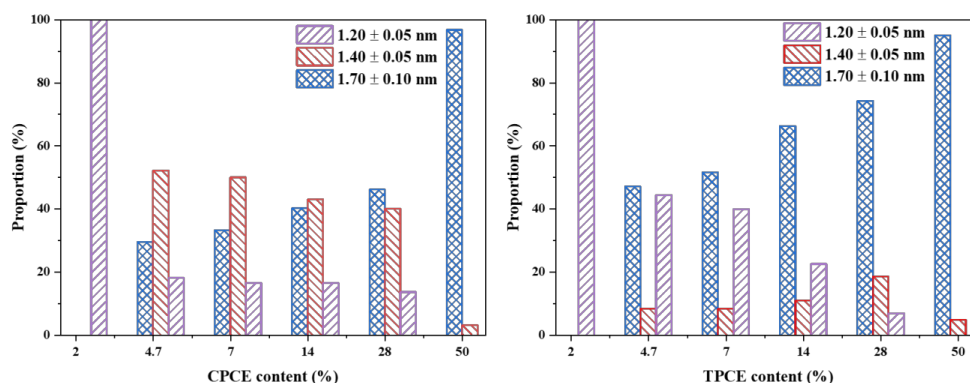 100
80
60
40
20
0
Proportion (%)
1.20 ± 0.05 nm
1.40 ± 0.05 nm
1.70 ± 0.10 nm
2 4.7 7 14 28 50
CPCE content (%)
100
80
60
40
20
0
Proportion (%)
1.20 ± 0.05 nm
1.40 ± 0.05 nm
1.70 ± 0.10 nm
2 4.7 7 14 28 50
TPCE content (%)